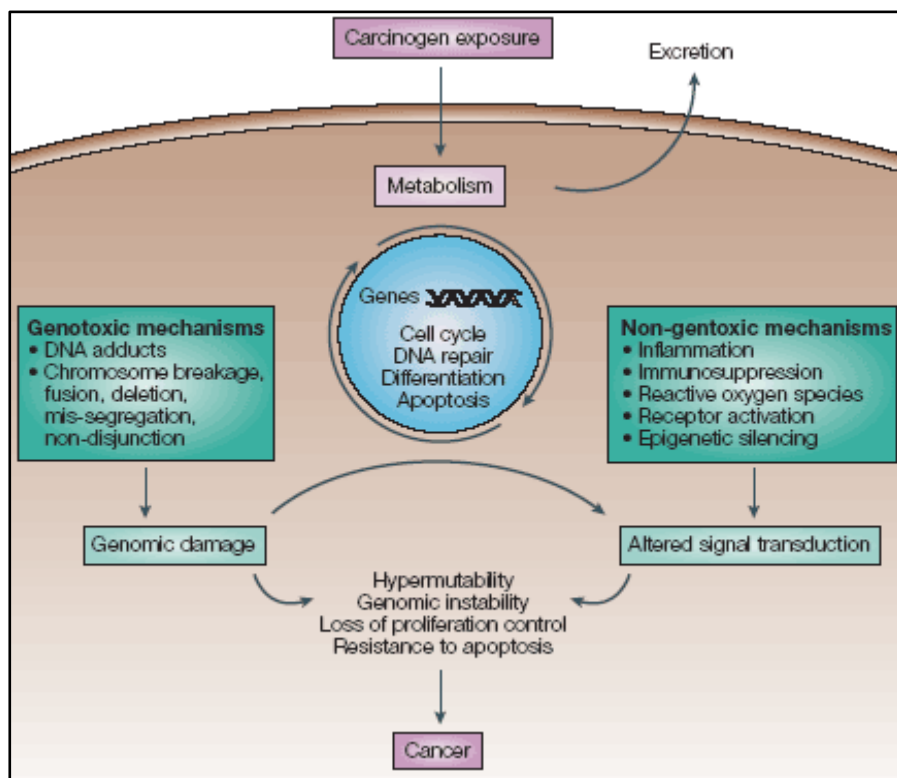 Carcinogen exposure
Excretion
Metabolism
Genes
Cell cycle
DNA repair
Differentiation
Apoptosis
Genotoxic mechanisms
• DNA adducts
• Chromosome breakage,
fusion, deletion,
mis-segregation,
non-disjunction
Non-gentoxic mechanisms
• Inflammation
• Immunosuppression
• Reactive oxygen species
• Receptor activation
• Epigenetic silencing
Genomic damage
Altered signal transduction
Hypermutability
Genomic instability
Loss of proliferation control
Resistance to apoptosis
Cancer